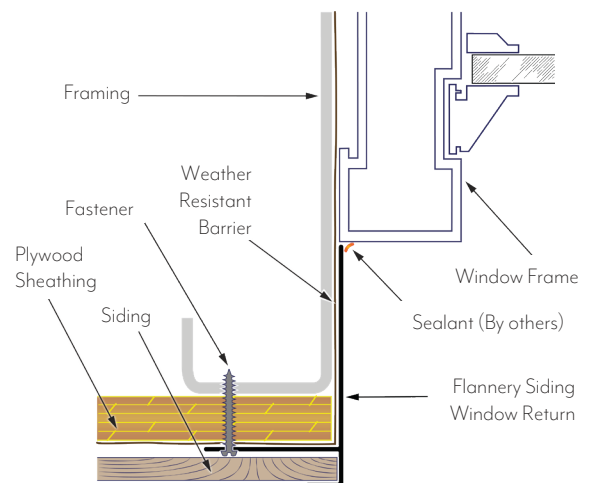 Framing
Weather
Resistant
Barrier
Fastener
Plywood
Sheathing
Siding
Window Frame
Sealant (By others)
Flannery Siding
Window Return